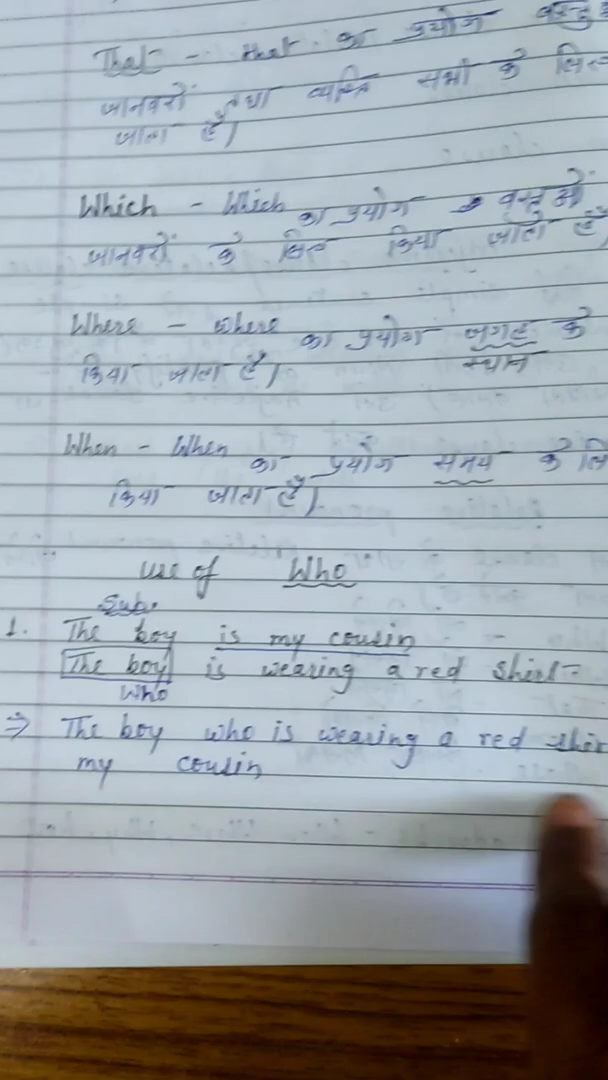 That - that का प्रयोग वस्तु
जानवरों तथा व्यक्ति सभी के लिए
जाता है।
Which - Which का प्रयोग वस्तुओं
जानवरों के लिए किया जाता है
Where - where का प्रयोग जगह के
किया जाता है। स्थान
When - When का प्रयोग समय के लि
किया जाता है।
use of Who
Sub.
1. The boy is my cousin
The boy is wearing a red shirt-
Who
⇒ The boy who is wearing a red shir
my cousin